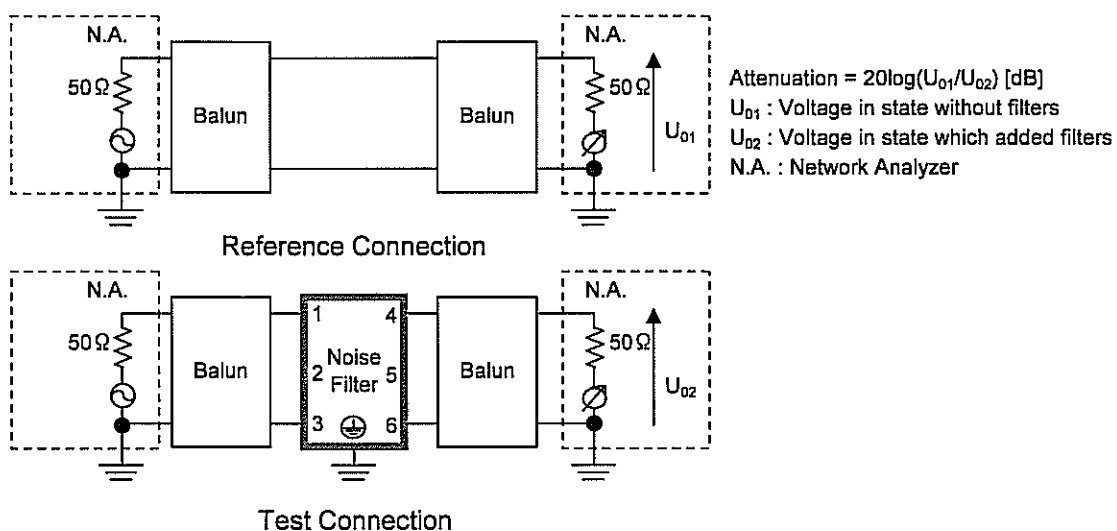 N.A.
50Ω
Balun
Balun
N.A.
50Ω
U01
Attenuation = 20log(U01/U02) [dB]
U01 : Voltage in state without filters
U02 : Voltage in state which added filters
N.A. : Network Analyzer
Reference Connection
N.A.
50Ω
Balun
1 4
2 Noise 5
Filter
3 6
Balun
N.A.
50Ω
U02
Test Connection